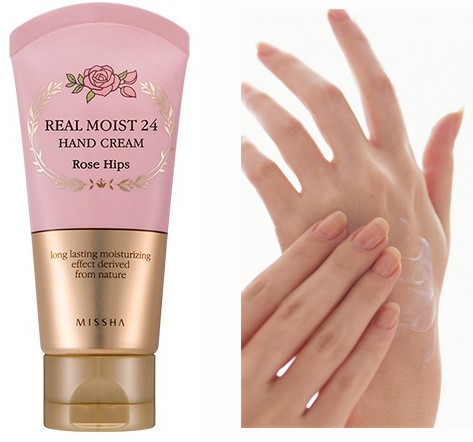 REAL MOIST 24
HAND CREAM
Rose Hips
long lasting moisturizing
effect derived
from nature
MISSHA